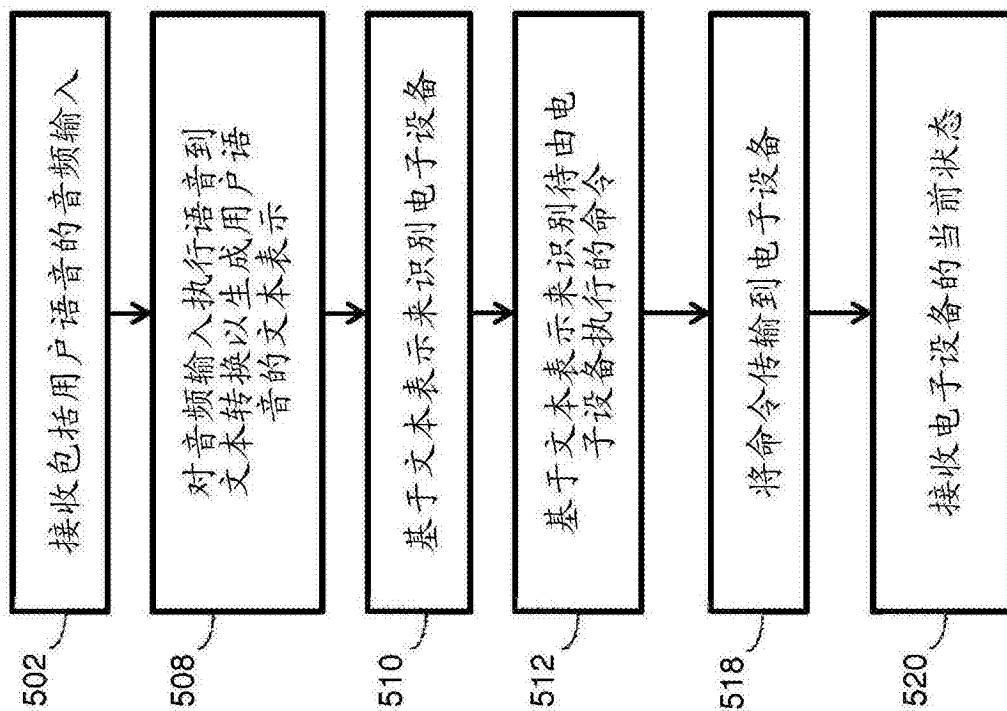 502
接收包括用户语音的音频输入
508
对音频输入执行语音到
文本转换以生成用户语
音的文本表示
510
基于文本表示来识别电子设备
512
基于文本表示来识别待由电
子设备执行的命令
518
将命令传输到电子设备
520
接收电子设备的当前状态